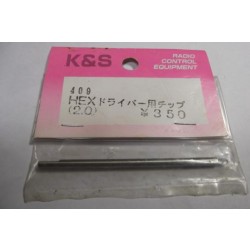 K&S
RADIO
CONTROL
EQUIPMENT
409
HEXドライバー用チップ
(2.0)
¥350